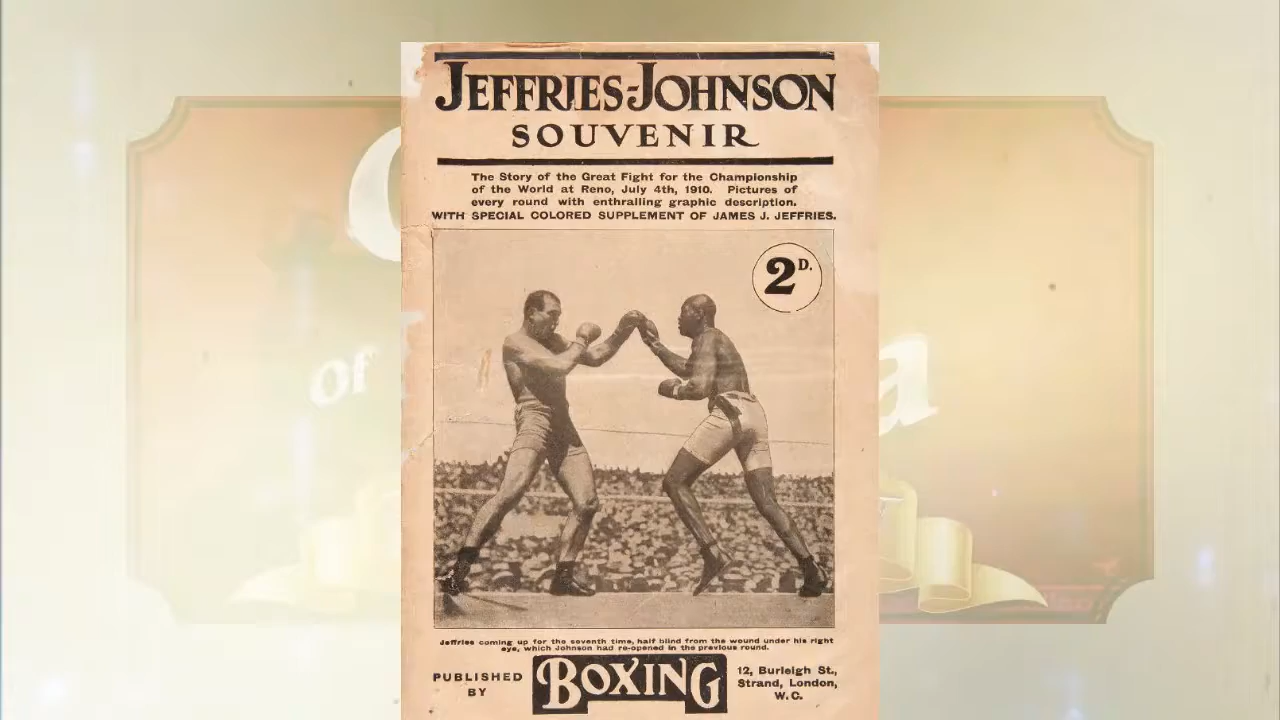 JEFFRIES-JOHNSON
SOUVENIR
The Story of the Great Fight for the Championship
of the World at Reno, July 4th, 1910. Pictures of
every round with enthralling graphic description.
WITH SPECIAL COLORED SUPPLEMENT OF JAMES J. JEFFRIES.
2D.
of
a
Jeffries coming up for the seventh time, half blind from the wound under his right
eye, which Johnson had re-opened in the previous round.
PUBLISHED
BY
BOXING
12, Burleigh St.,
Strand, London,
W.C.